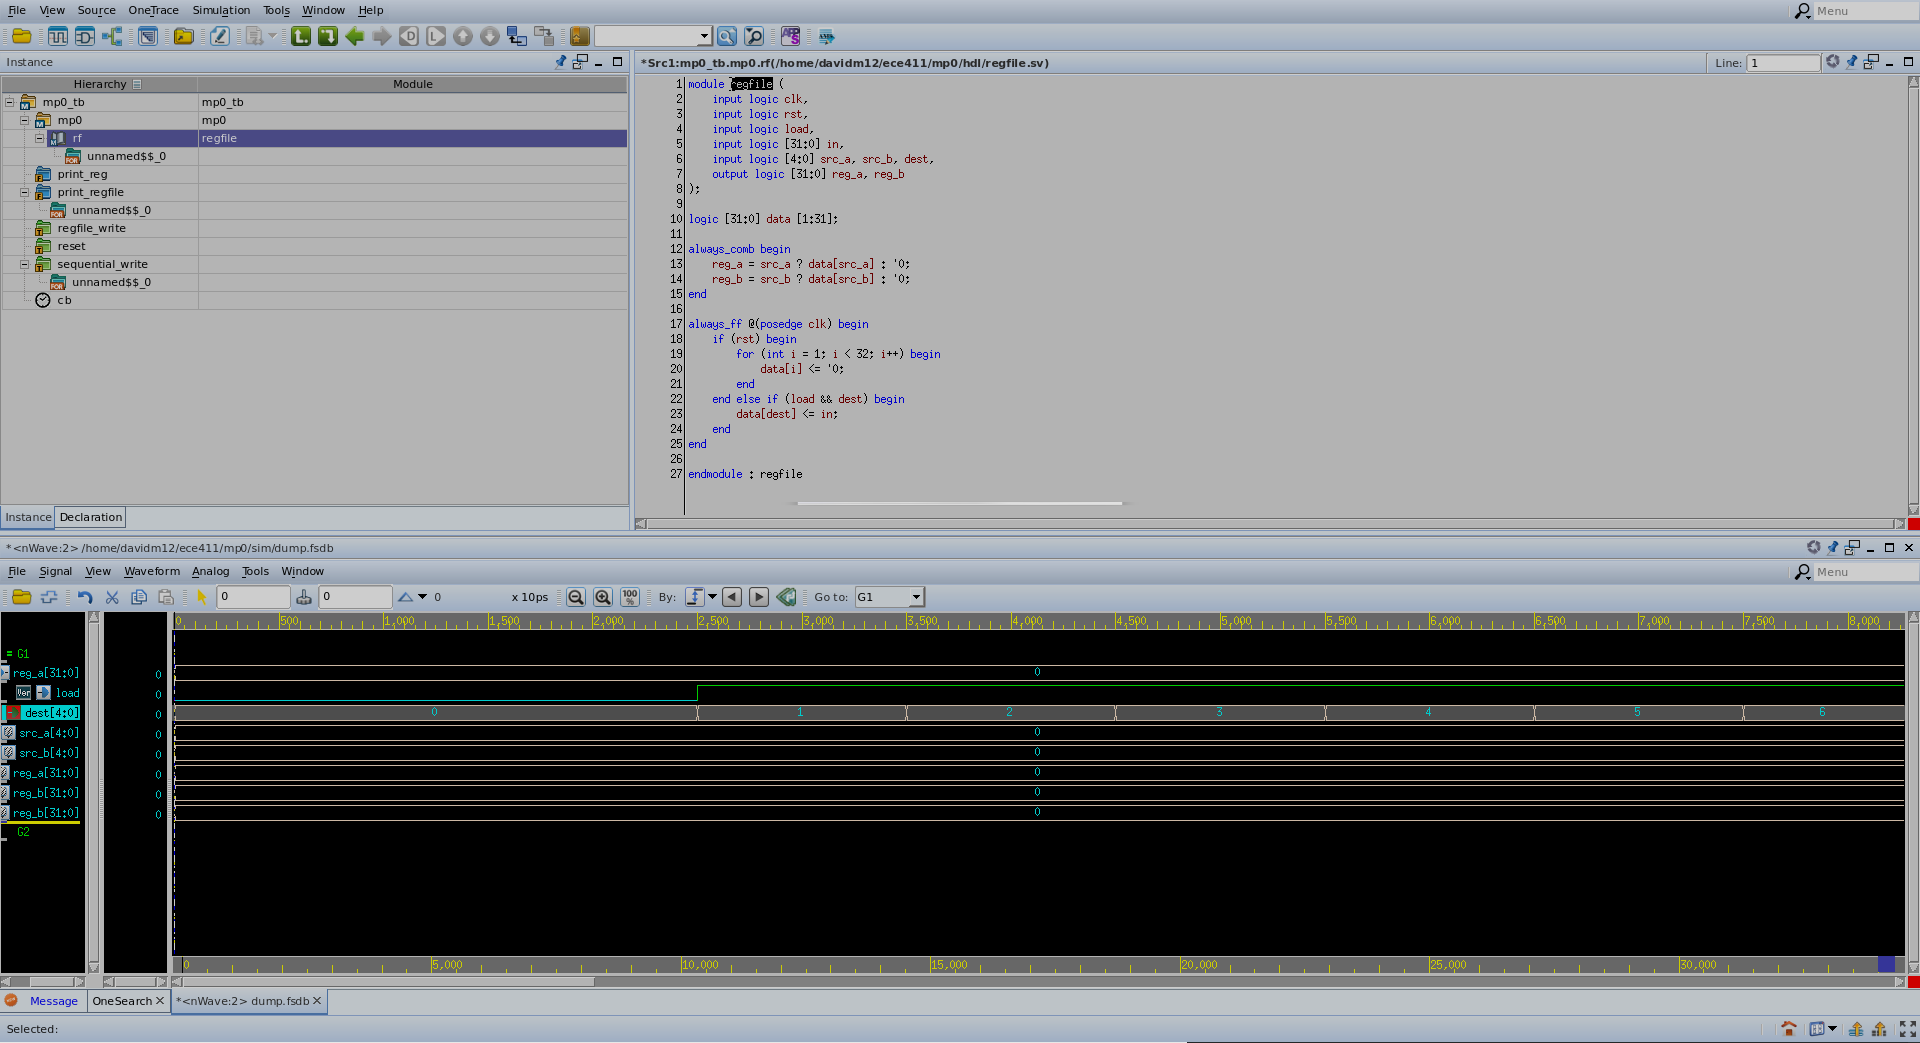 File View Source OneTrace Simulation Tools Window Help
Menu
Instance
*Src1:mp0_tb.mp0.rf(/home/davidm12/ece411/mp0/hdl/regfile.sv)
Line: 1
Hierarchy Module
mp0_tb mp0_tb
mp0 mp0
rf regfile
unnamed$$_0
print_reg
print_regfile
unnamed$$_0
regfile_write
reset
sequential_write
unnamed$$_0
cb
1 module regfile (
2 input logic clk,
3 input logic rst,
4 input logic load,
5 input logic [31:0] in,
6 input logic [4:0] src_a, src_b, dest,
7 output logic [31:0] reg_a, reg_b
8 );
9
10 logic [31:0] data [1:31];
11
12 always_comb begin
13 reg_a = src_a ? data[src_a] : '0;
14 reg_b = src_b ? data[src_b] : '0;
15 end
16
17 always_ff @(posedge clk) begin
18 if (rst) begin
19 for (int i = 1; i < 32; i++) begin
20 data[i] <= '0;
21 end
22 end else if (load && dest) begin
23 data[dest] <= in;
24 end
25 end
26
27 endmodule : regfile
Instance Declaration
*<nWave:2> /home/davidm12/ece411/mp0/sim/dump.fsdb
File Signal View Waveform Analog Tools Window
Menu
0 0 0 x 10ps 100 % By: Go to: G1
0 500 1,000 1,500 2,000 2,500 3,000 3,500 4,000 4,500 5,000 5,500 6,000 6,500 7,000 7,500 8,000
= G1
reg_a[31:0] 0 0
load 0
dest[4:0] 0 0 1 2 3 4 5 6
src_a[4:0] 0 0
src_b[4:0] 0 0
reg_a[31:0] 0 0
reg_b[31:0] 0 0
reg_b[31:0] 0 0
G2
0 5,000 10,000 15,000 20,000 25,000 30,000
Message OneSearch *<nWave:2> dump.fsdb
Selected: